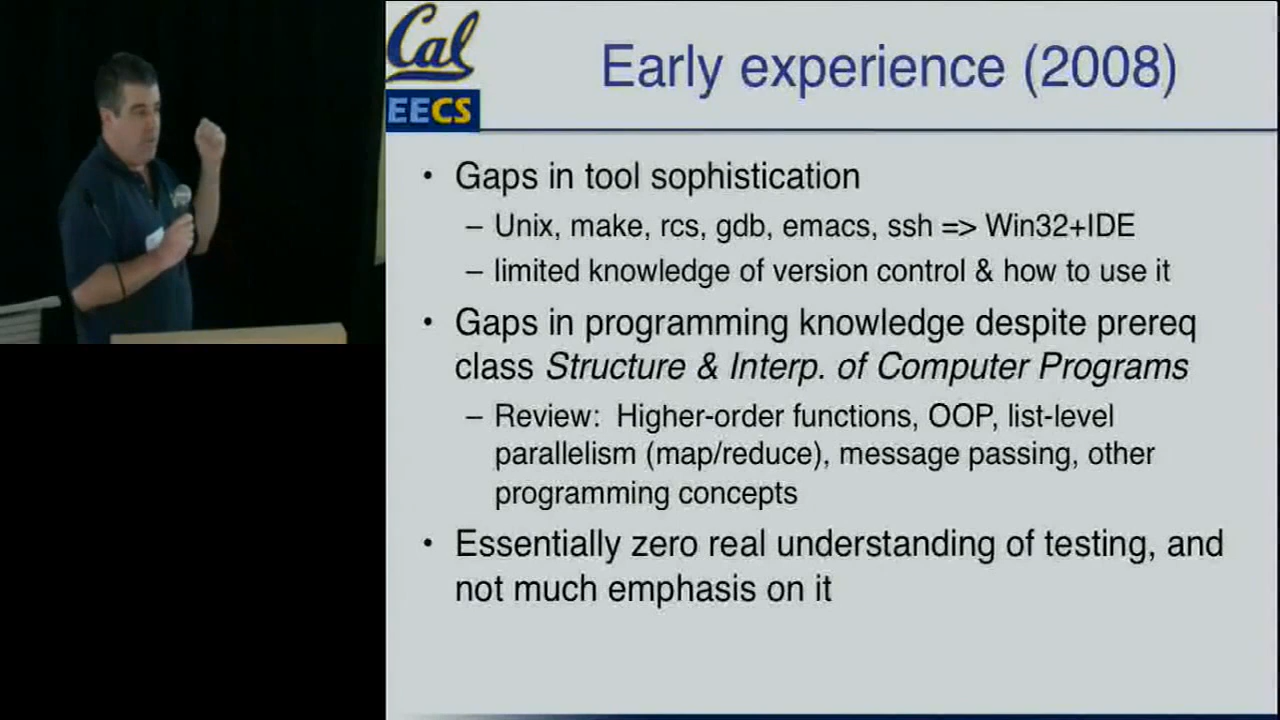 Cal
EECS
Early experience (2008)
• Gaps in tool sophistication
– Unix, make, rcs, gdb, emacs, ssh => Win32+IDE
– limited knowledge of version control & how to use it
• Gaps in programming knowledge despite prereq
class Structure & Interp. of Computer Programs
– Review: Higher-order functions, OOP, list-level
parallelism (map/reduce), message passing, other
programming concepts
• Essentially zero real understanding of testing, and
not much emphasis on it